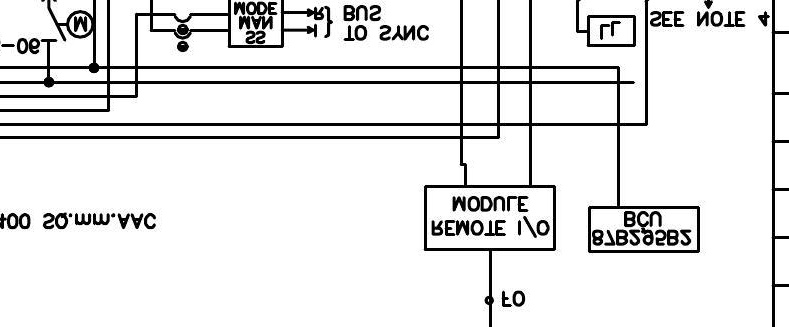 FO
REMOTE I/O
MODULE
87B2,95B2
BCU
400 SQ.mm.AAC
-06
M
SS
MAN
MODE
R
TO SYNC
BUS
LL
SEE NOTE 4